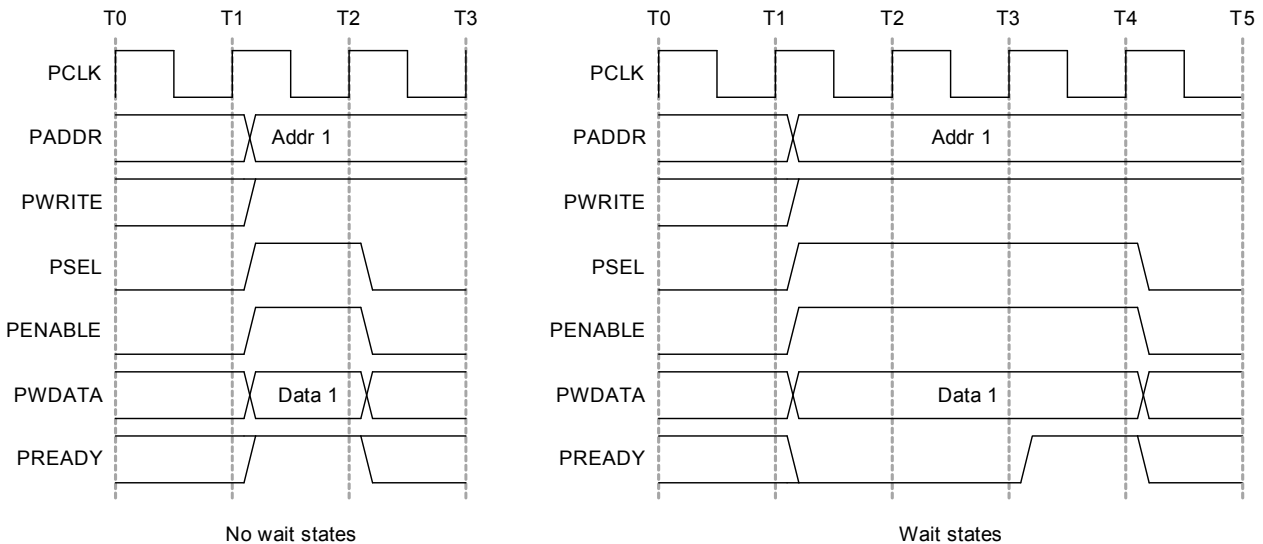 T0 T1 T2 T3
PCLK
PADDR Addr 1
PWRITE
PSEL
PENABLE
PWDATA Data 1
PREADY
No wait states
T0 T1 T2 T3 T4 T5
PCLK
PADDR Addr 1
PWRITE
PSEL
PENABLE
PWDATA Data 1
PREADY
Wait states